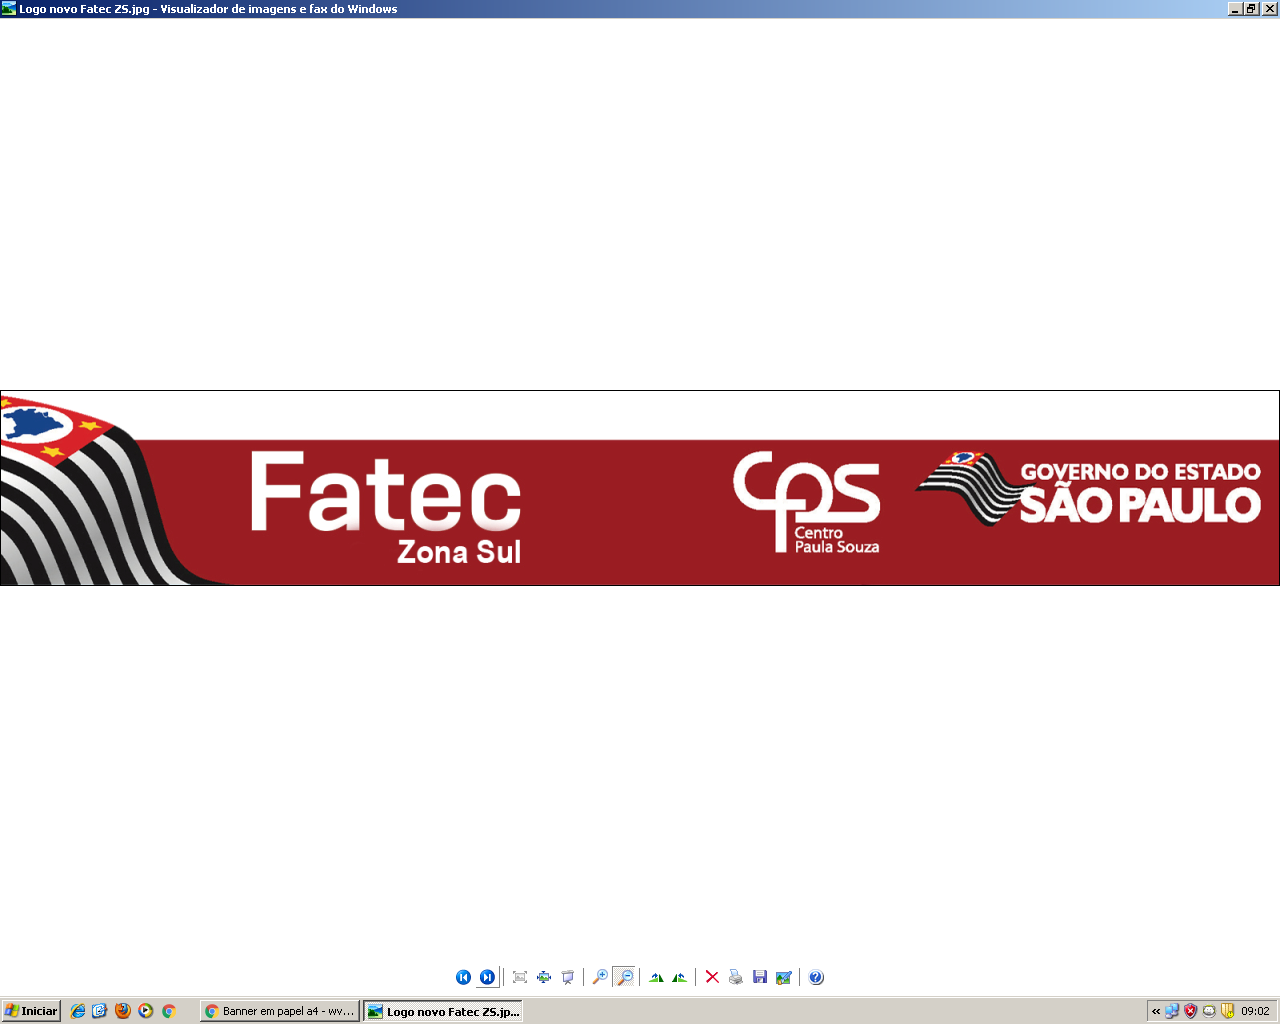 Logo novo Fatec ZS.jpg - Visualizador de imagens e fax do Windows
Fatec
Zona Sul
cps
Centro
Paula Souza
GOVERNO DO ESTADO
SÃO PAULO
Iniciar
Banner em papel a4 - wv...
Logo novo Fatec ZS.jp...
09:02